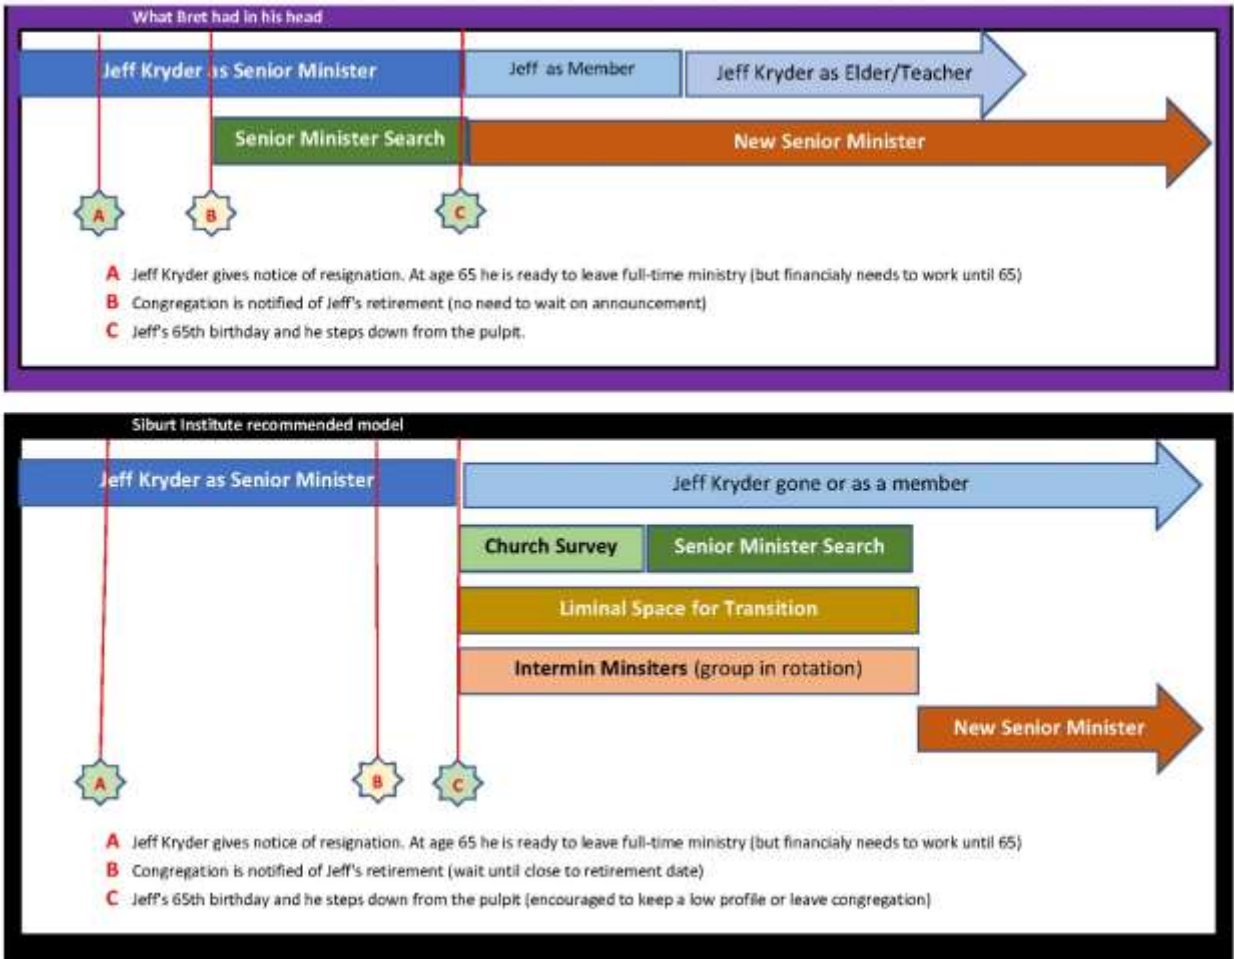 What Bret had in his head
Jeff Kryder as Senior Minister
Jeff as Member
Jeff Kryder as Elder/Teacher
Senior Minister Search
New Senior Minister
A
B
C
A Jeff Kryder gives notice of resignation. At age 65 he is ready to leave full-time ministry (but financialy needs to work until 65)
B Congregation is notified of Jeff's retirement (no need to wait on announcement)
C Jeff's 65th birthday and he steps down from the pulpit.
Siburt Institute recommended model
Jeff Kryder as Senior Minister
Jeff Kryder gone or as a member
Church Survey
Senior Minister Search
Liminal Space for Transition
Intermin Minsiters (group in rotation)
New Senior Minister
A
B
C
A Jeff Kryder gives notice of resignation. At age 65 he is ready to leave full-time ministry (but financialy needs to work until 65)
B Congregation is notified of Jeff's retirement (wait until close to retirement date)
C Jeff's 65th birthday and he steps down from the pulpit (encouraged to keep a low profile or leave congregation)